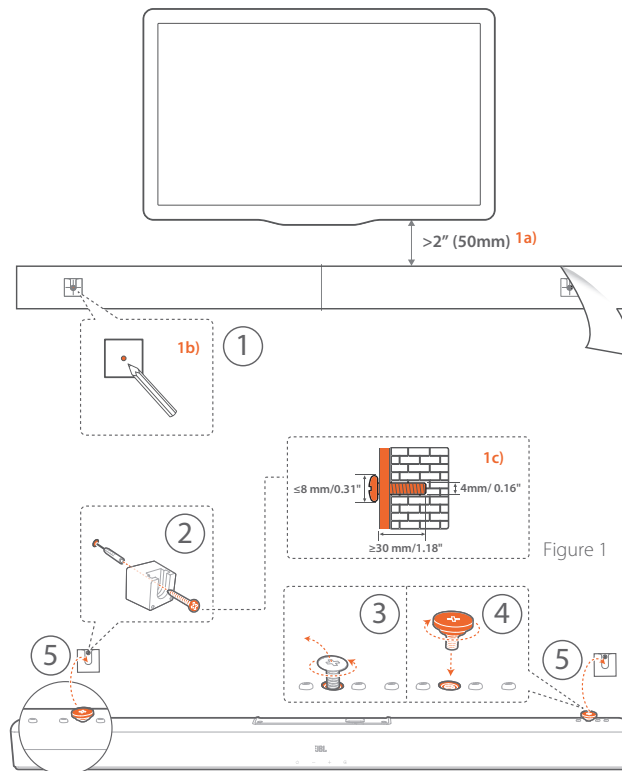 >2" (50mm) 1a)
1b)
1
1c)
≤8 mm/0.31"
4mm/ 0.16"
≥30 mm/1.18"
2
Figure 1
3
4
5
5
JBL